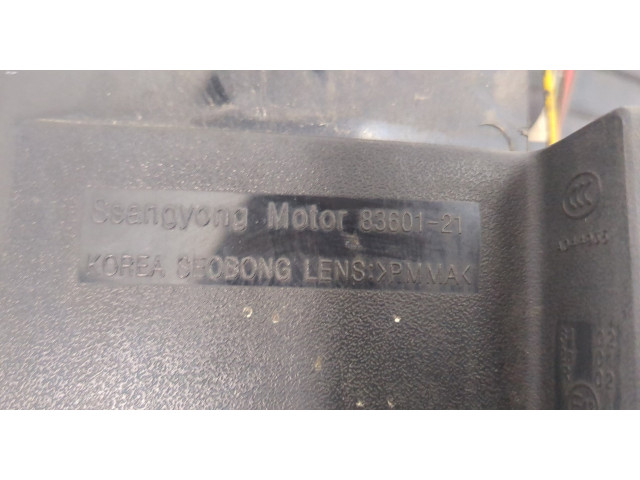 Ssangyong Motor 83601-21
KOREA SEOBONG LENS:>PMMA<